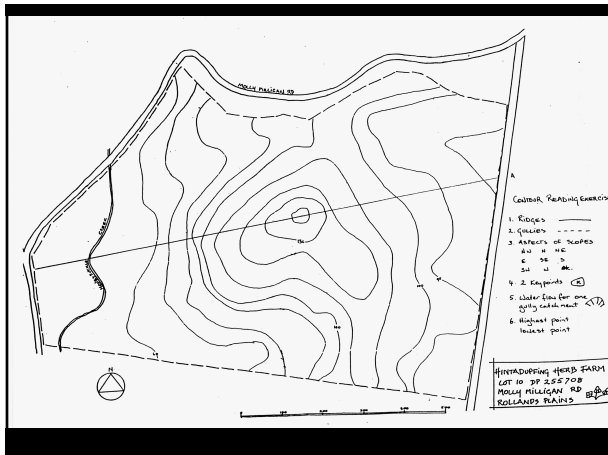 MOLLY MILLIGAN RD
A
CREEK
CONTOUR READING EXERCISE
1. RIDGES
2. GULLIES
3. ASPECTS OF SLOPES
NW N NE
E SE S
SW W
4. 2 Keypoints K
5. Water flow for one
gully catchment
6. Highest point
lowest point
N
HINTADUPFING HERB FARM
LOT 10 DP 255708
MOLLY MILLIGAN RD
ROLLANDS PLAINS